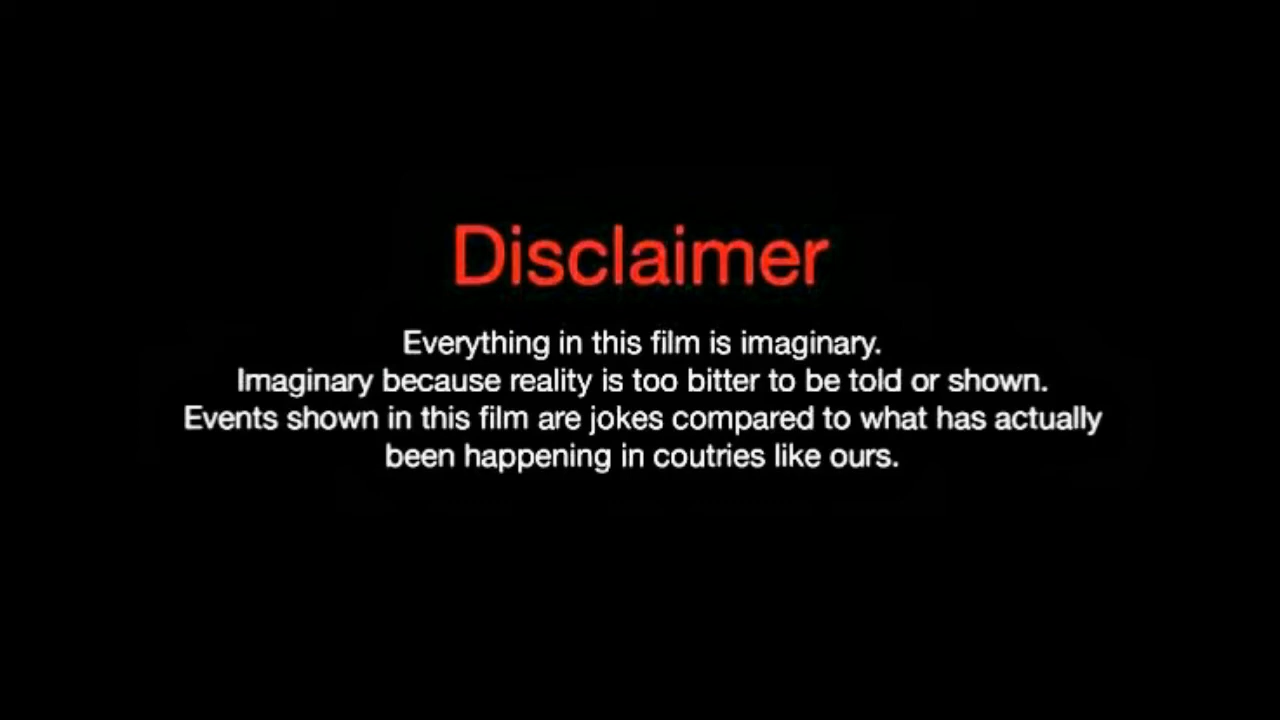 Disclaimer
Everything in this film is imaginary.
Imaginary because reality is too bitter to be told or shown.
Events shown in this film are jokes compared to what has actually
been happening in coutries like ours.